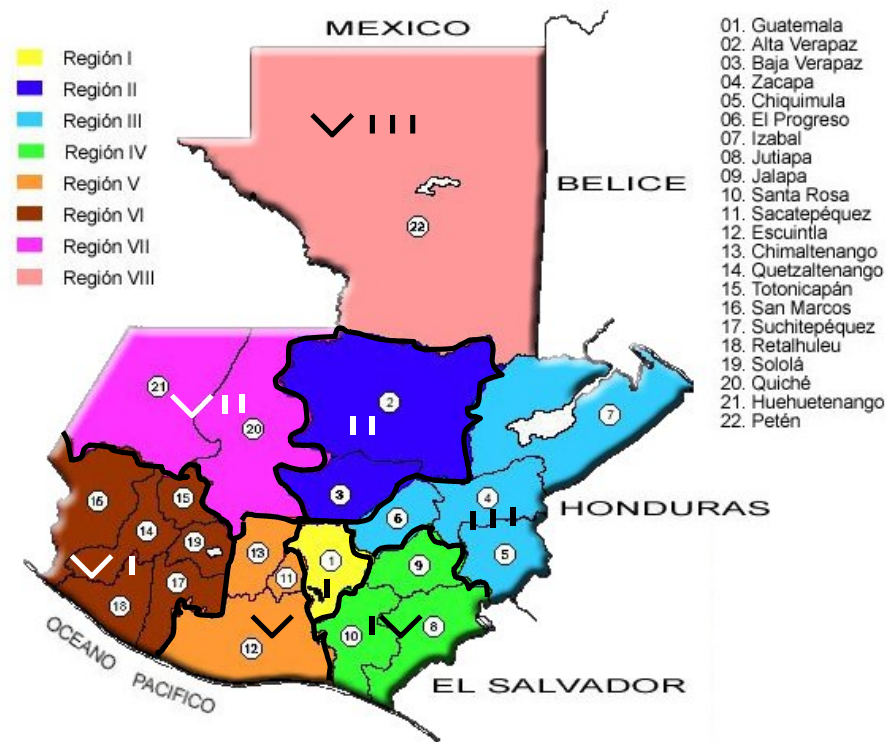 MEXICO
Región I
Región II
Región III
Región IV
Región V
Región VI
Región VII
Región VIII
01. Guatemala
02. Alta Verapaz
03. Baja Verapaz
04. Zacapa
05. Chiquimula
06. El Progreso
07. Izabal
08. Jutiapa
09. Jalapa
10. Santa Rosa
11. Sacatepéquez
12. Escuintla
13. Chimaltenango
14. Quetzaltenango
15. Totonicapán
16. San Marcos
17. Suchitepéquez
18. Retalhuleu
19. Sololá
20. Quiché
21. Huehuetenango
22. Petén
VIII
BELICE
22
21
VII
20
2
II
3
7
4
6
III
5
HONDURAS
16
15
14
19
VI
17
18
13
11
V
12
1
I
9
10
IV
8
OCEANO PACIFICO
EL SALVADOR